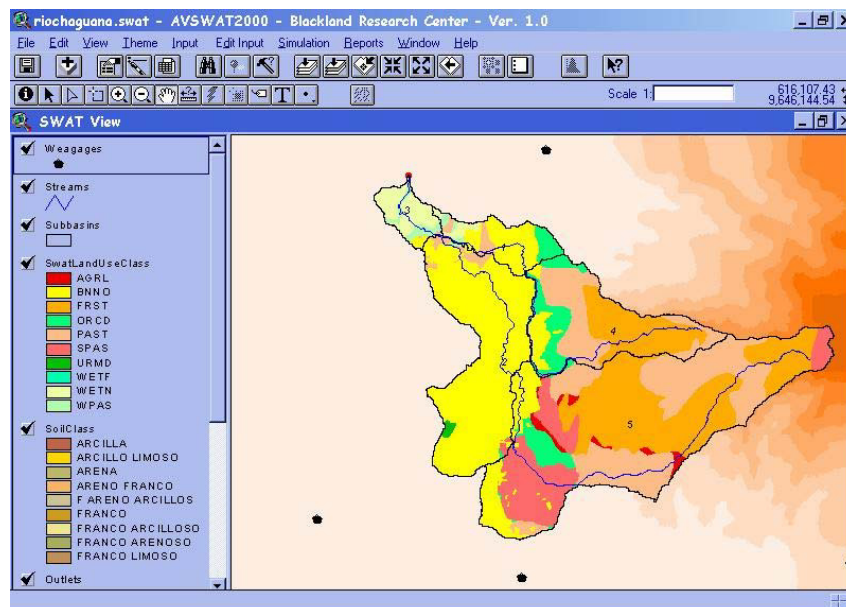 riochaguana.swat - AVSWAT2000 - Blackland Research Center - Ver. 1.0
File Edit View Theme Input Edit Input Simulation Reports Window Help
Scale 1:
616,107.43
9,646,144.54
SWAT View
Weagages
Streams
Subbasins
SwatLandUseClass
AGRL
BNNO
FRST
ORCD
PAST
SPAS
URMD
WETF
WETN
WPAS
SoilClass
ARCILLA
ARCILLO LIMOSO
ARENA
ARENO FRANCO
F ARENO ARCILLOS
FRANCO
FRANCO ARCILLOSO
FRANCO ARENOSO
FRANCO LIMOSO
Outlets
3
4
5